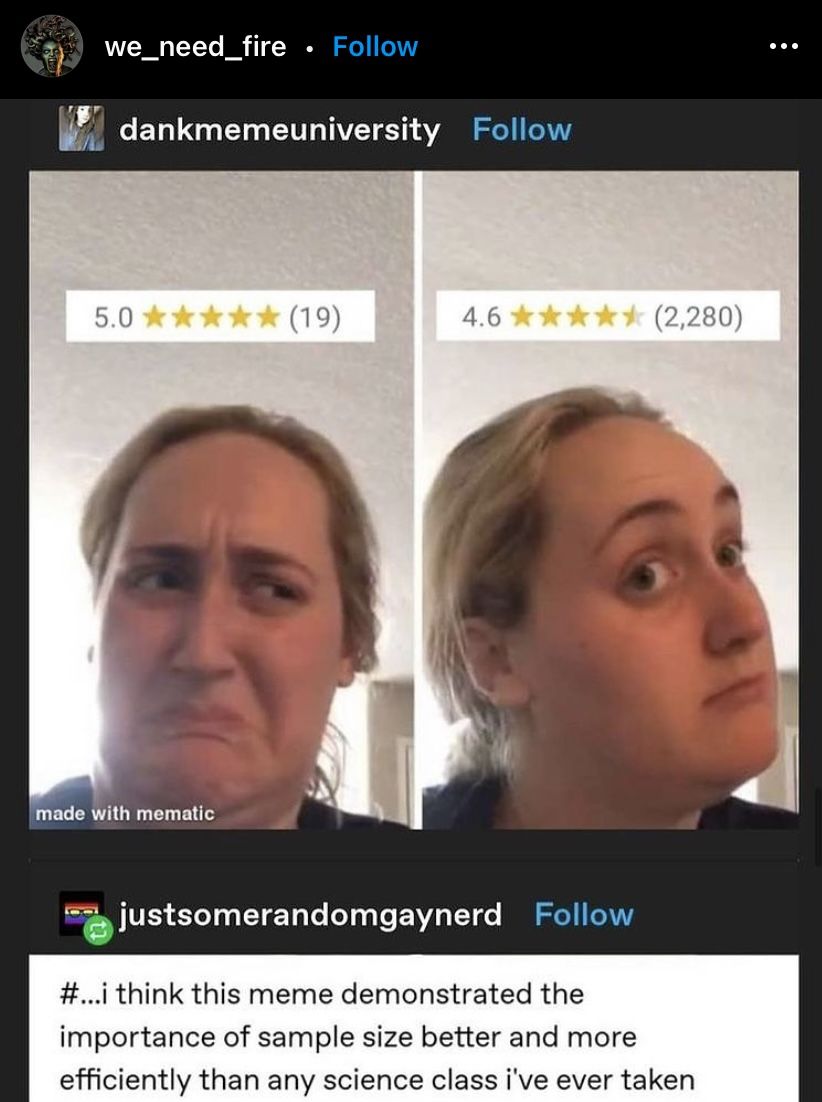 we_need_fire • Follow
dankmemeuniversity Follow
5.0 ★★★★★ (19)
4.6 ★★★★⯨ (2,280)
made with mematic
justsomerandomgaynerd Follow
#...i think this meme demonstrated the
importance of sample size better and more
efficiently than any science class i've ever taken